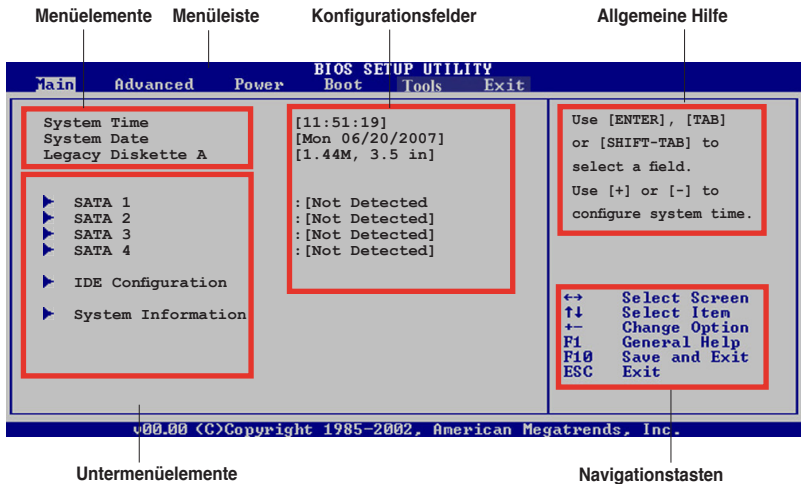 Menüelemente Menüleiste Konfigurationsfelder Allgemeine Hilfe
BIOS SETUP UTILITY
Main Advanced Power Boot Tools Exit
System Time [11:51:19]
System Date [Mon 06/20/2007]
Legacy Diskette A [1.44M, 3.5 in]
SATA 1 :[Not Detected
SATA 2 :[Not Detected]
SATA 3 :[Not Detected]
SATA 4 :[Not Detected]
IDE Configuration
System Information
Use [ENTER], [TAB]
or [SHIFT-TAB] to
select a field.
Use [+] or [-] to
configure system time.
←→ Select Screen
↑↓ Select Item
+- Change Option
F1 General Help
F10 Save and Exit
ESC Exit
v00.00 (C)Copyright 1985-2002, American Megatrends, Inc.
Untermenüelemente Navigationstasten